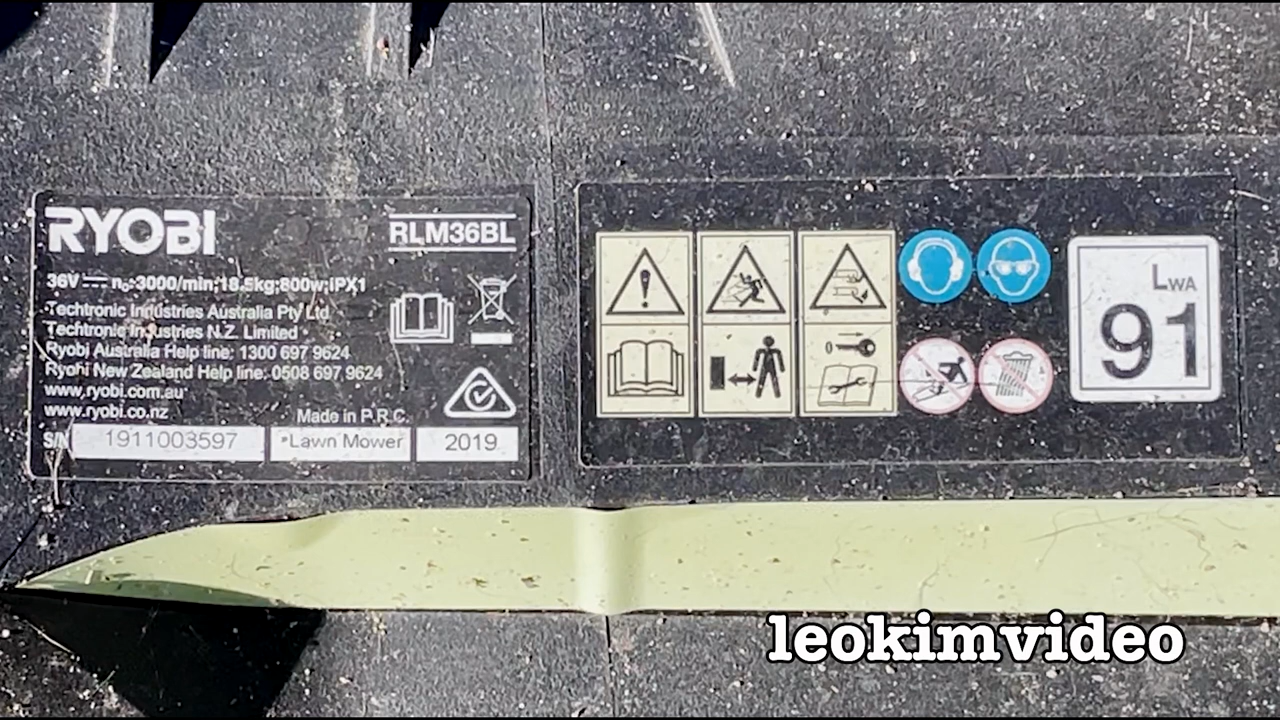 RYOBI
RLM36BL
36V n₀:3000/min;18.5kg;800w;iPX1
Techtronic Industries Australia Pty Ltd
Techtronic Industries N.Z. Limited
Ryobi Australia Help line: 1300 697 9624
Ryobi New Zealand Help line: 0508 697 9624
www.ryobi.com.au
www.ryobi.co.nz
Made in P.R.C.
S/N 1911003597
Lawn Mower
2019
LWA
91
leokimvideo